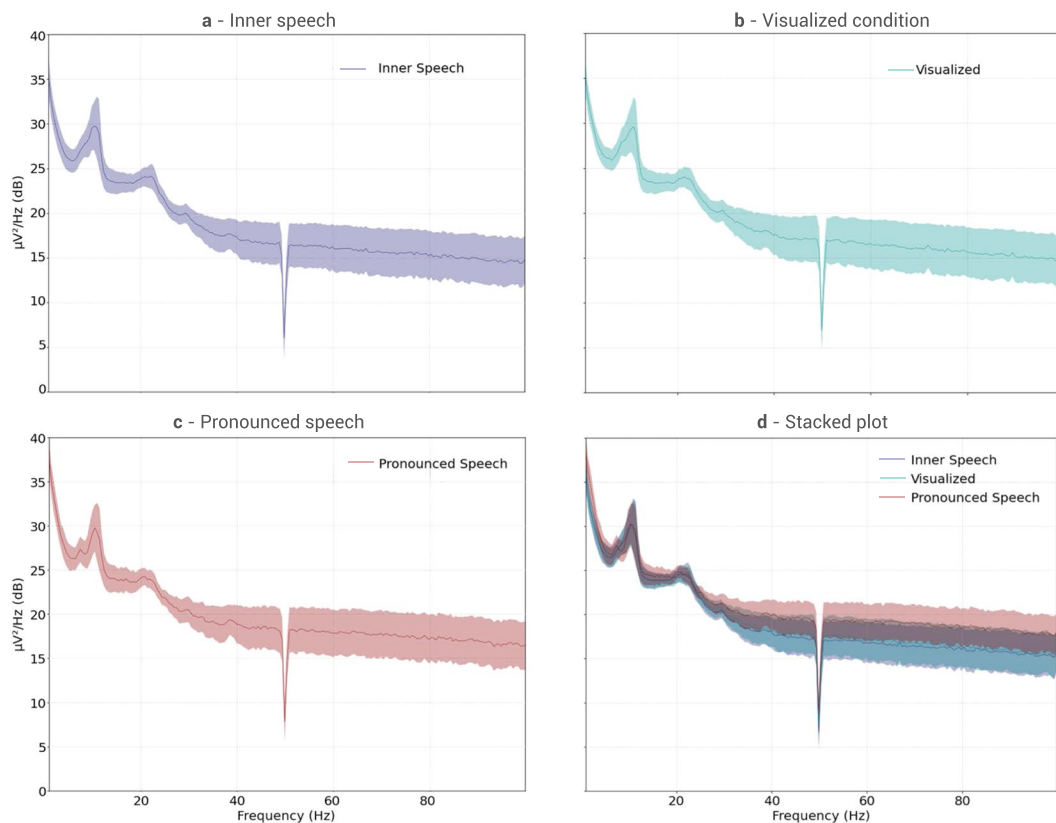 a - Inner speech
b - Visualized condition
40
35
30
25
20
15
10
5
0
µV²/Hz (dB)
Inner Speech
Visualized
c - Pronounced speech
d - Stacked plot
40
35
30
25
20
15
10
5
0
µV²/Hz (dB)
Pronounced Speech
Inner Speech
Visualized
Pronounced Speech
20 40 60 80
Frequency (Hz)
20 40 60 80
Frequency (Hz)